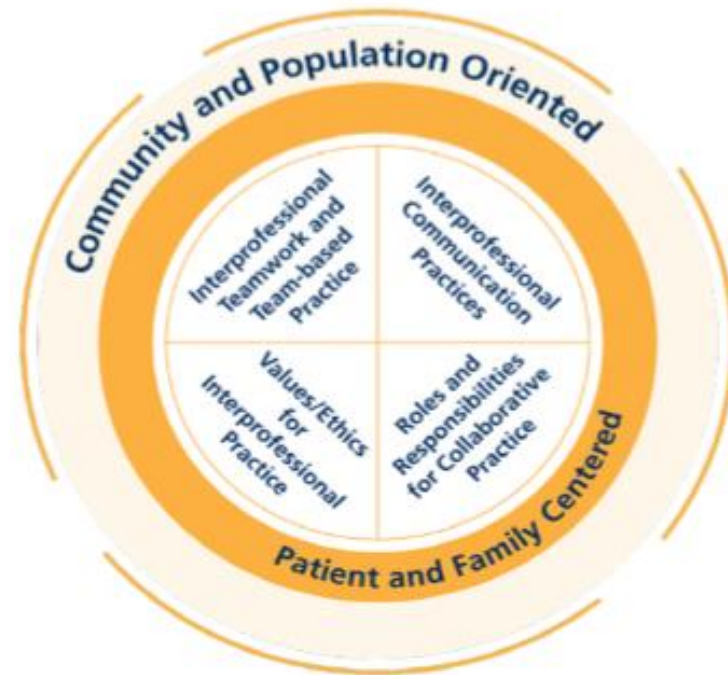 Community and Population Oriented
Interprofessional
Teamwork and
Team-based
Practice
Interprofessional
Communication
Practices
Values/Ethics
for
Interprofessional
Practice
Roles and
Responsibilities
for Collaborative
Practice
Patient and Family Centered